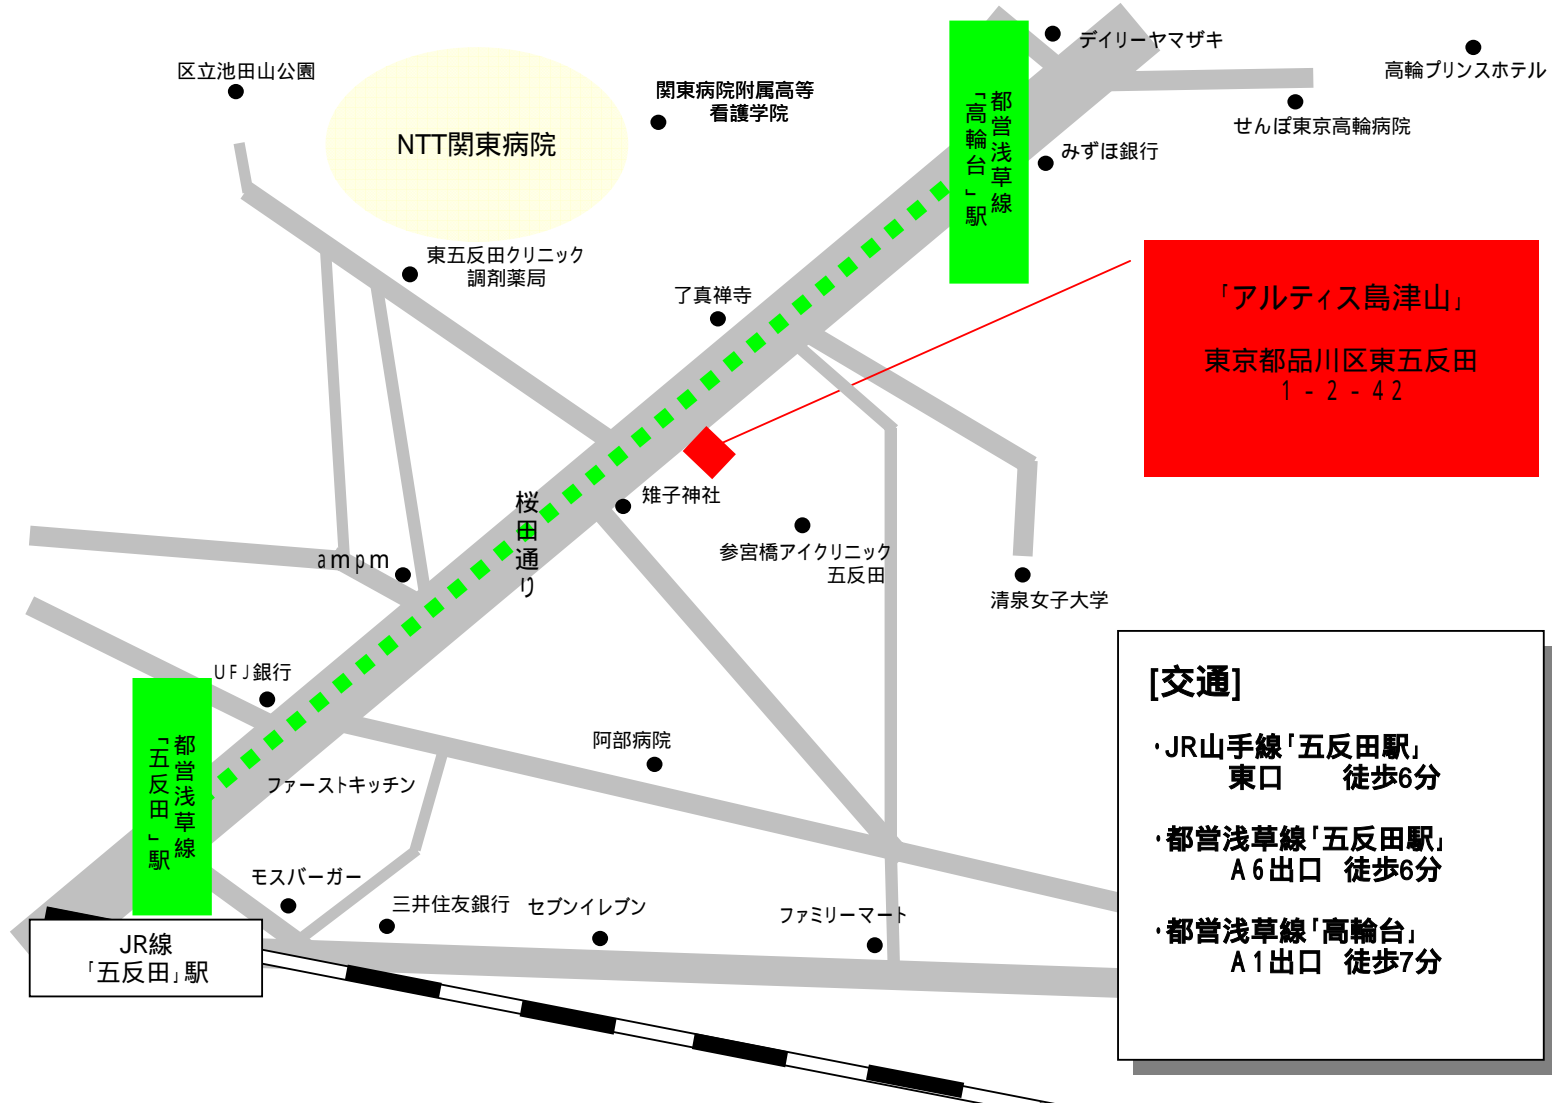 デイリーヤマザキ
高輪プリンスホテル
区立池田山公園
関東病院附属高等
看護学院
せんぽ東京高輪病院
NTT関東病院
みずほ銀行
都営浅草線
「高輪台」駅
東五反田クリニック
調剤薬局
了真禅寺
「アルティス島津山」
東京都品川区東五反田
1-2-42
雉子神社
桜田通り
参宮橋アイクリニック
五反田
ampm
清泉女子大学
UFJ銀行
阿部病院
都営浅草線
「五反田」駅
ファーストキッチン
モスバーガー
三井住友銀行
セブンイレブン
ファミリーマート
JR線
「五反田」駅
[交通]
・JR山手線「五反田駅」
東口 徒歩6分
・都営浅草線「五反田駅」
A6出口 徒歩6分
・都営浅草線「高輪台」
A1出口 徒歩7分